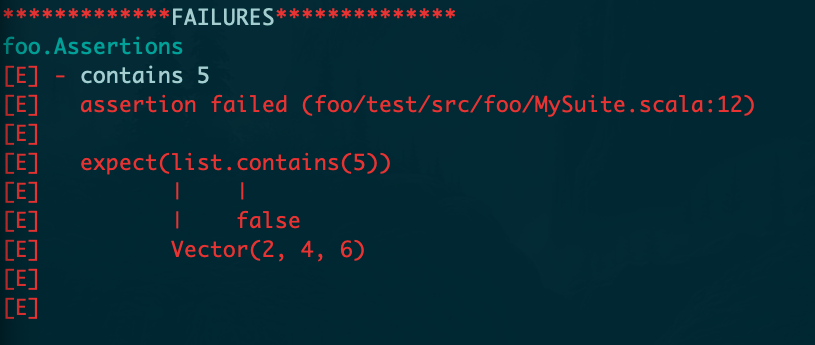 *************FAILURES**************
foo.Assertions
[E] - contains 5
[E]   assertion failed (foo/test/src/foo/MySuite.scala:12)
[E]
[E]   expect(list.contains(5))
[E]          |    |
[E]          |    false
[E]          Vector(2, 4, 6)
[E]
[E]